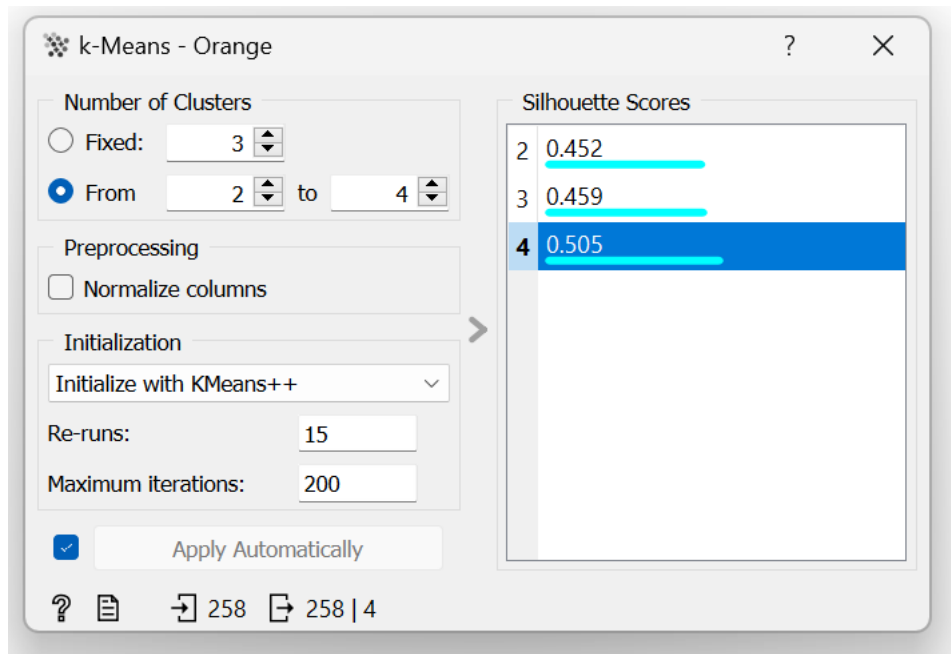 k-Means - Orange ?
Number of Clusters
Fixed: 3
From 2 to 4
Preprocessing
Normalize columns
Initialization
Initialize with KMeans++
Re-runs: 15
Maximum iterations: 200
Apply Automatically
? 258 258 | 4
Silhouette Scores
2 0.452
3 0.459
4 0.505